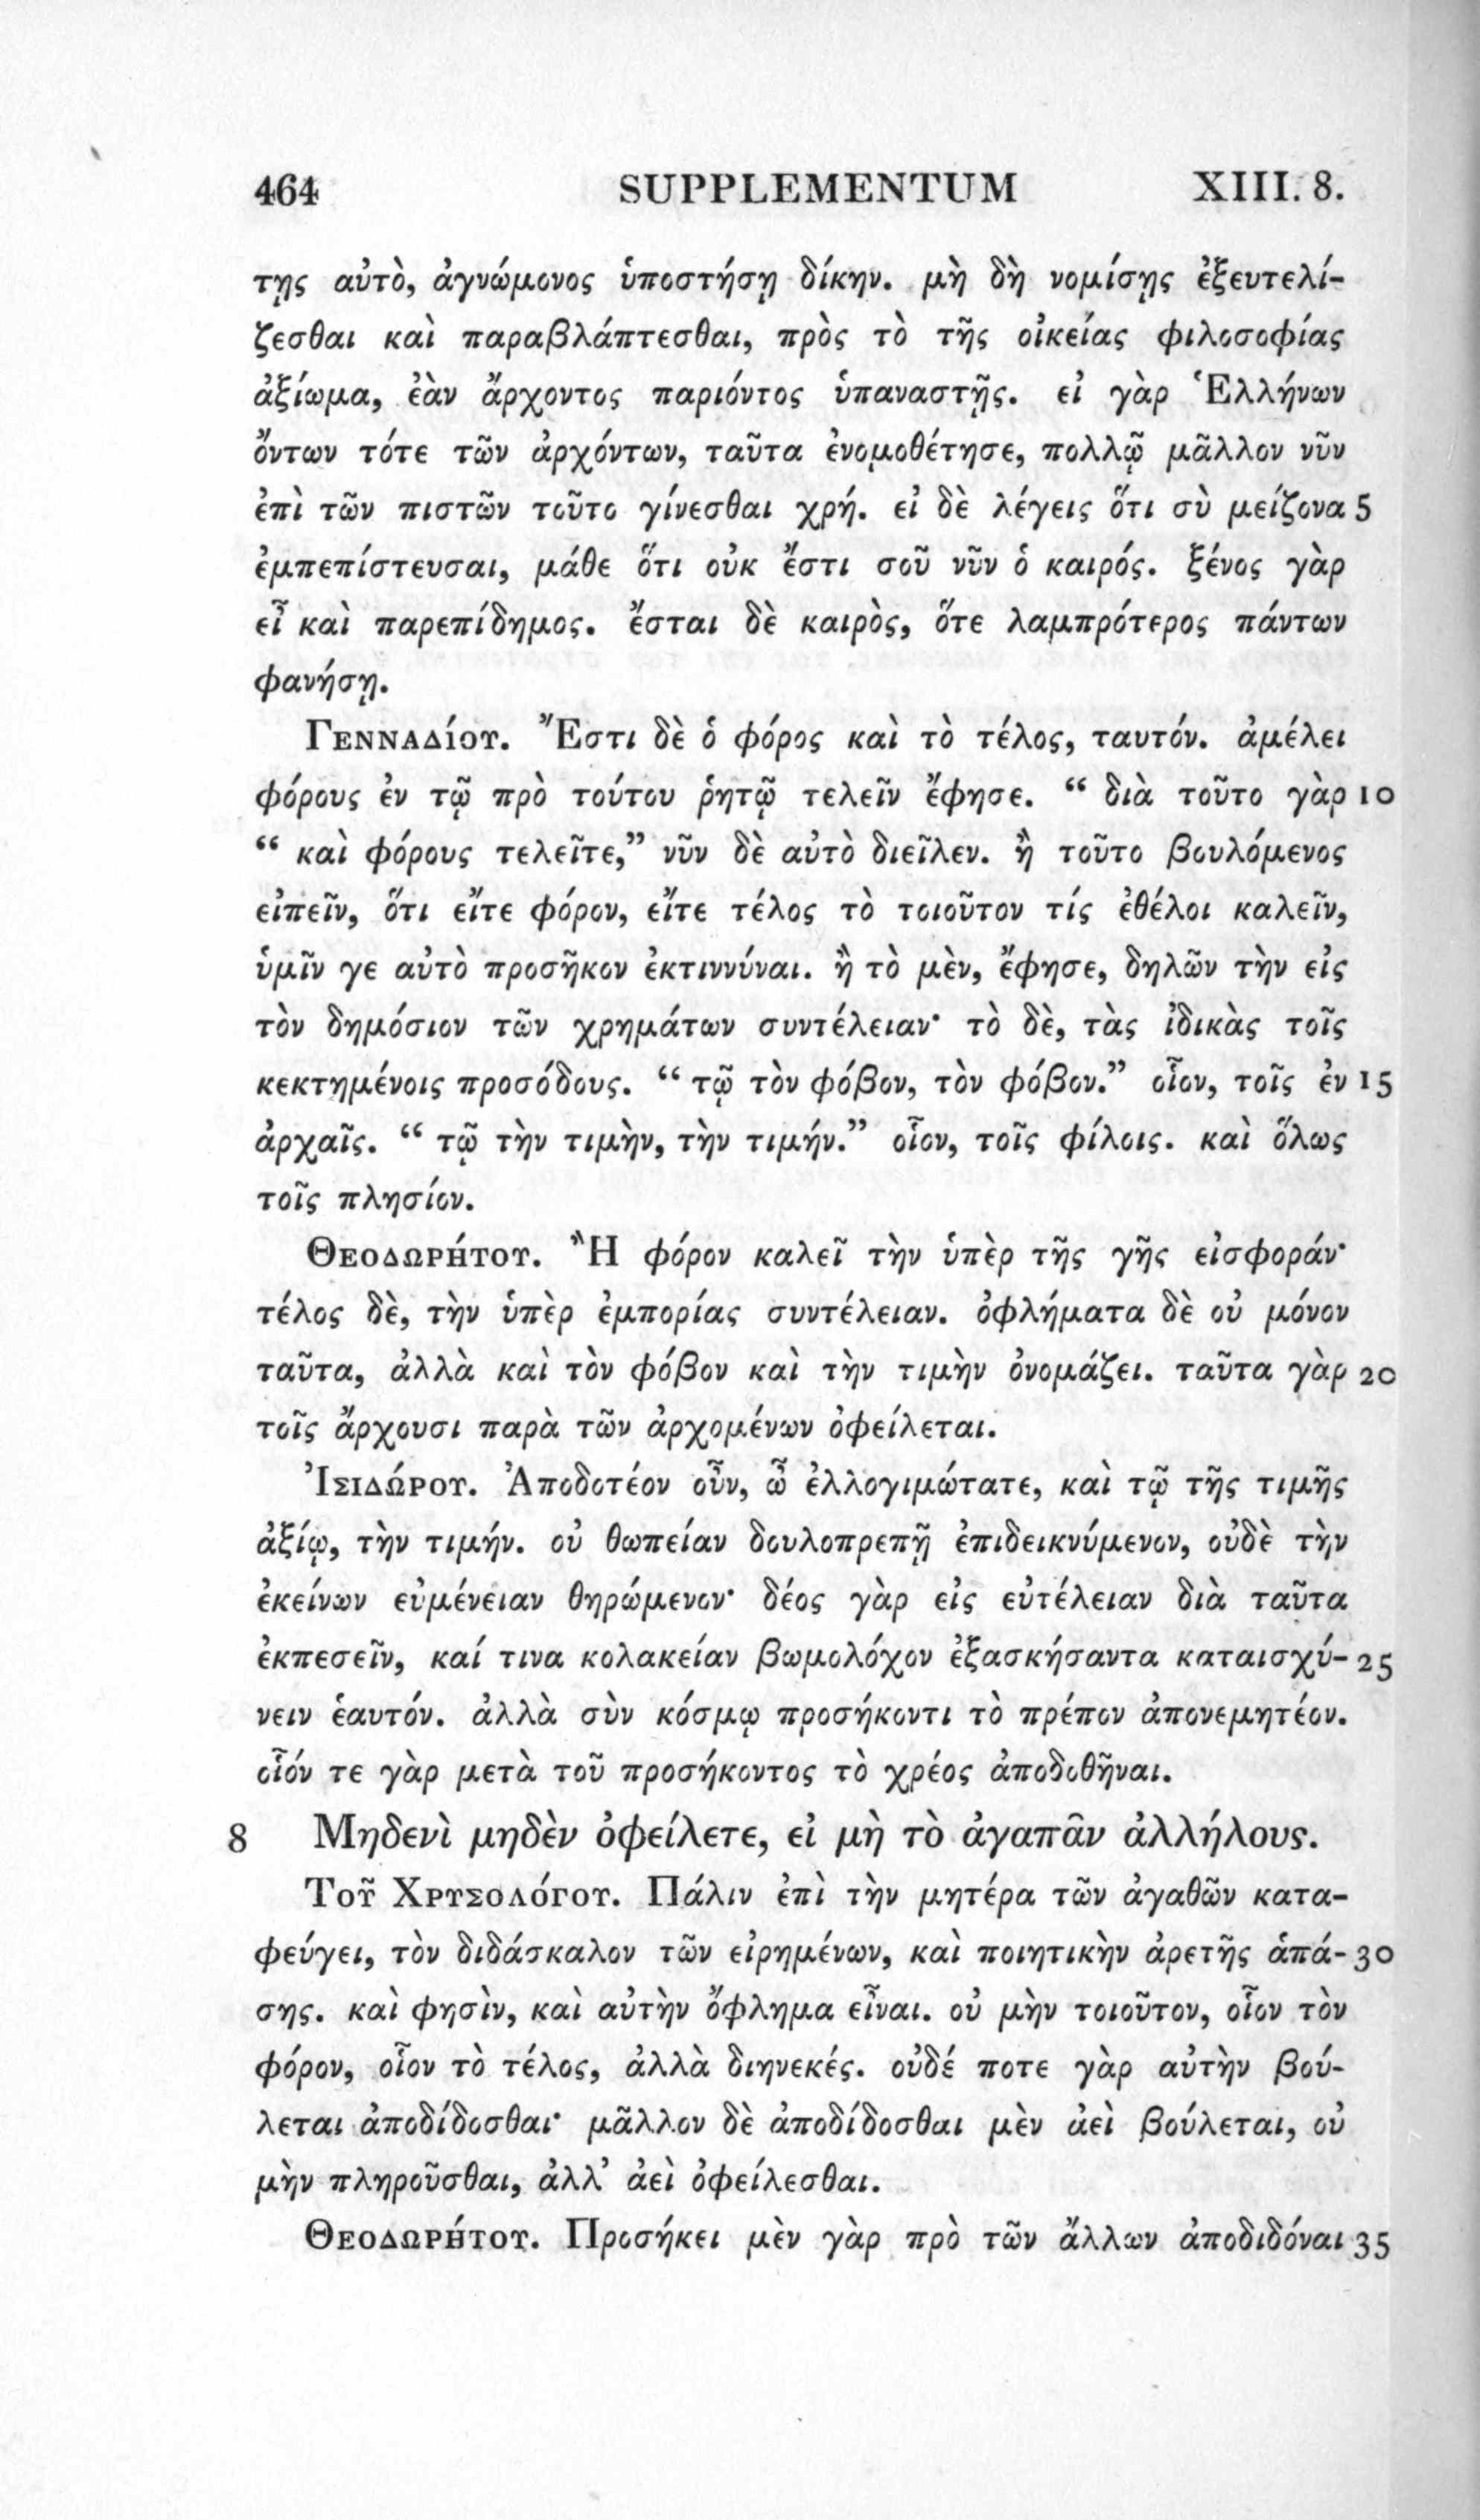 464 SUPPLEMENTUM XIII. 8.
τῃς αὐτὸ, ἀγνώμονος ὑποστήσῃ δίκην. μὴ δὴ νομίσῃς ἐξευτελί-
ζεσθαι καὶ παραβλάπτεσθαι, πρὸς τὸ τῆς οἰκείας φιλοσοφίας
ἀξίωμα, ἐὰν ἄρχοντος παριόντος ὑπαναστῇς. εἰ γὰρ Ἑλλήνων
ὄντων τότε τῶν ἀρχόντων, ταῦτα ἐνομοθέτησε, πολλῷ μᾶλλον νῦν
ἐπὶ τῶν πιστῶν τοῦτο γίνεσθαι χρή. εἰ δὲ λέγεις ὅτι σὺ μείζονα 5
ἐμπεπίστευσαι, μάθε ὅτι οὐκ ἔστι σοῦ νῦν ὁ καιρός. ξένος γὰρ
εἶ καὶ παρεπίδημος. ἔσται δὲ καιρὸς, ὅτε λαμπρότερος πάντων
φανήσῃ.
Γενναδίου. Ἔστι δὲ ὁ φόρος καὶ τὸ τέλος, ταυτόν. ἀμέλει
φόρους ἐν τῷ πρὸ τούτου ῥητῷ τελεῖν ἔφησε. “ διὰ τοῦτο γὰρ 10
“ καὶ φόρους τελεῖτε,” νῦν δὲ αὐτὸ διεῖλεν. ἢ τοῦτο βουλόμενος
εἰπεῖν, ὅτι εἴτε φόρον, εἴτε τέλος τὸ τοιοῦτον τίς ἐθέλοι καλεῖν,
ὑμῖν γε αὐτὸ προσῆκον ἐκτιννύναι. ἢ τὸ μὲν, ἔφησε, δηλῶν τὴν εἰς
τὸν δημόσιον τῶν χρημάτων συντέλειαν· τὸ δὲ, τὰς ἰδικὰς τοῖς
κεκτημένοις προσόδους. “ τῷ τὸν φόβον, τὸν φόβον.” οἷον, τοῖς ἐν 15
ἀρχαῖς. “ τῷ τὴν τιμὴν, τὴν τιμήν.” οἷον, τοῖς φίλοις. καὶ ὅλως
τοῖς πλησίον.
Θεοδωρήτου. Ἢ φόρον καλεῖ τὴν ὑπὲρ τῆς γῆς εἰσφοράν·
τέλος δὲ, τὴν ὑπὲρ ἐμπορίας συντέλειαν. ὀφλήματα δὲ οὐ μόνον
ταῦτα, ἀλλὰ καὶ τὸν φόβον καὶ τὴν τιμὴν ὀνομάζει. ταῦτα γὰρ 20
τοῖς ἄρχουσι παρὰ τῶν ἀρχομένων ὀφείλεται.
Ἰσιδώρου. Ἀποδοτέον οὖν, ὦ ἐλλογιμώτατε, καὶ τῷ τῆς τιμῆς
ἀξίῳ, τὴν τιμήν. οὐ θωπείαν δουλοπρεπῆ ἐπιδεικνύμενον, οὐδὲ τὴν
ἐκείνων εὐμένειαν θηρώμενον· δέος γὰρ εἰς εὐτέλειαν διὰ ταῦτα
ἐκπεσεῖν, καί τινα κολακείαν βωμολόχον ἐξασκήσαντα καταισχύ- 25
νειν ἑαυτόν. ἀλλὰ σὺν κόσμῳ προσήκοντι τὸ πρέπον ἀπονεμητέον.
οἷόν τε γὰρ μετὰ τοῦ προσήκοντος τὸ χρέος ἀποδοθῆναι.
8 Μηδενὶ μηδὲν ὀφείλετε, εἰ μὴ τὸ ἀγαπᾶν ἀλλήλους.
Τοῦ Χρυσολόγου. Πάλιν ἐπὶ τὴν μητέρα τῶν ἀγαθῶν κατα-
φεύγει, τὸν διδάσκαλον τῶν εἰρημένων, καὶ ποιητικὴν ἀρετῆς ἁπά- 30
σης. καὶ φησὶν, καὶ αὐτὴν ὄφλημα εἶναι. οὐ μὴν τοιοῦτον, οἷον τὸν
φόρον, οἷον τὸ τέλος, ἀλλὰ διηνεκές. οὐδέ ποτε γὰρ αὐτὴν βού-
λεται ἀποδίδοσθαι· μᾶλλον δὲ ἀποδίδοσθαι μὲν ἀεὶ βούλεται, οὐ
μὴν πληροῦσθαι, ἀλλ’ ἀεὶ ὀφείλεσθαι.
Θεοδωρήτου. Προσήκει μὲν γὰρ πρὸ τῶν ἄλλων ἀποδιδόναι 35